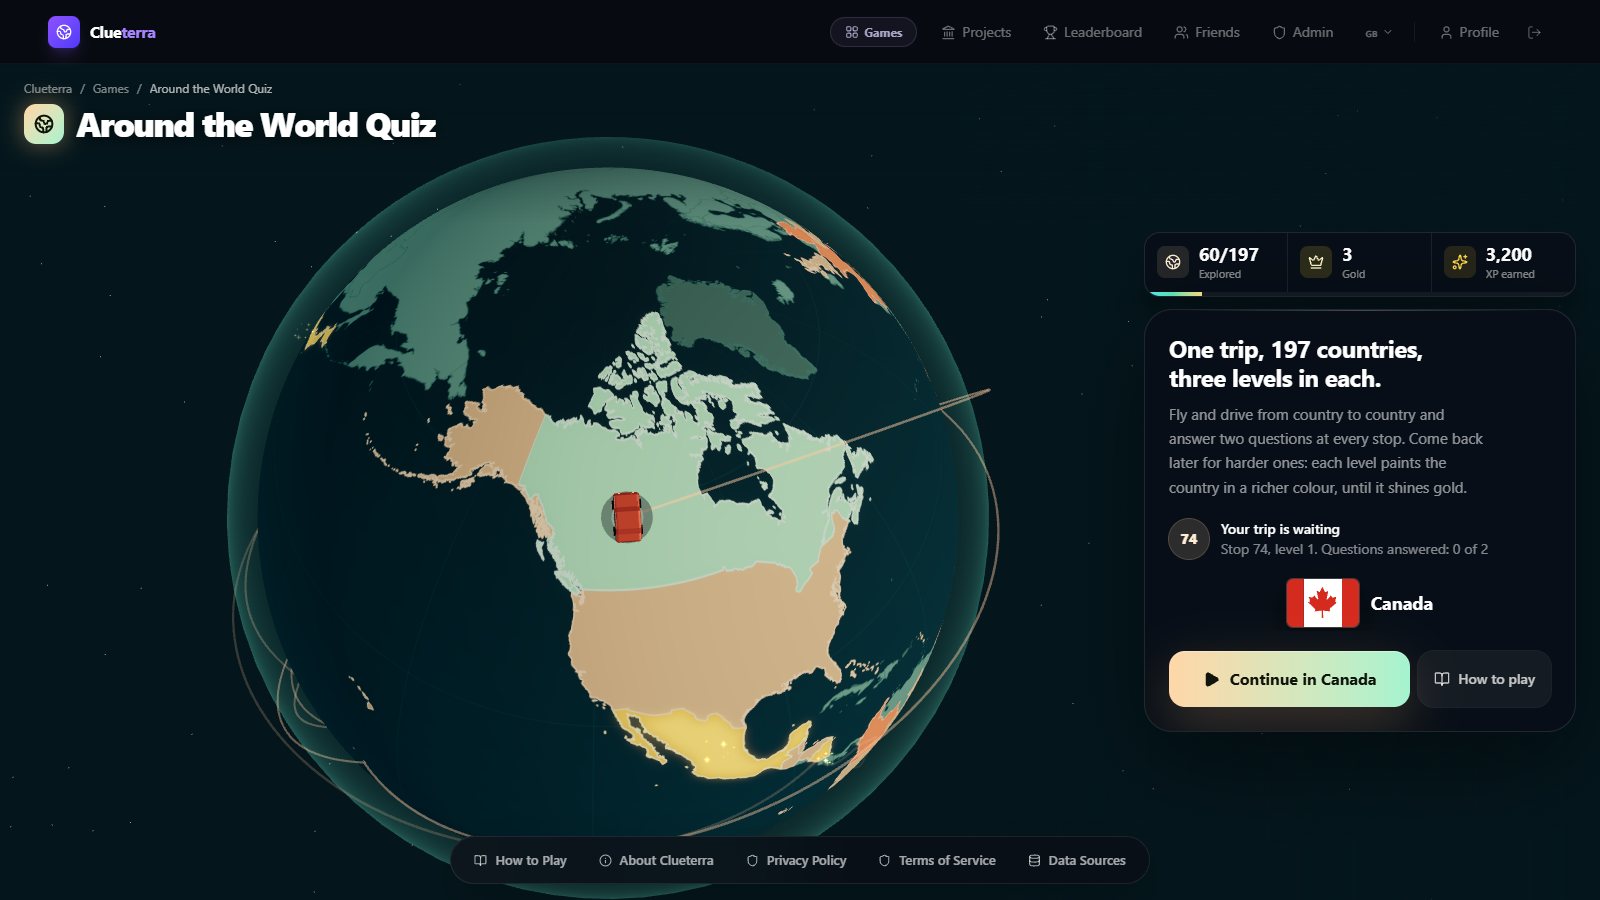 Clueterra
Games
Projects
Leaderboard
Friends
Admin
GB
Profile
Clueterra / Games / Around the World Quiz
Around the World Quiz
60/197
Explored
3
Gold
3,200
XP earned
One trip, 197 countries,
three levels in each.
Fly and drive from country to country and
answer two questions at every stop. Come back
later for harder ones: each level paints the
country in a richer colour, until it shines gold.
74
Your trip is waiting
Stop 74, level 1. Questions answered: 0 of 2
Canada
Continue in Canada
How to play
How to Play
About Clueterra
Privacy Policy
Terms of Service
Data Sources